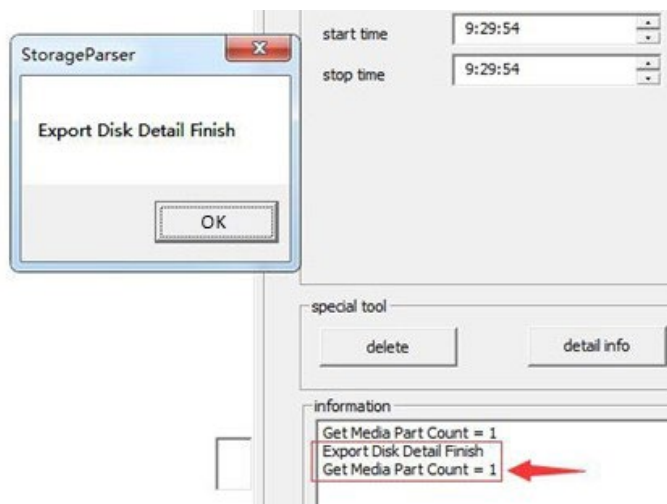 StorageParser
Export Disk Detail Finish
OK
start time
9:29:54
stop time
9:29:54
special tool
delete
detail info
information
Get Media Part Count = 1
Export Disk Detail Finish
Get Media Part Count = 1